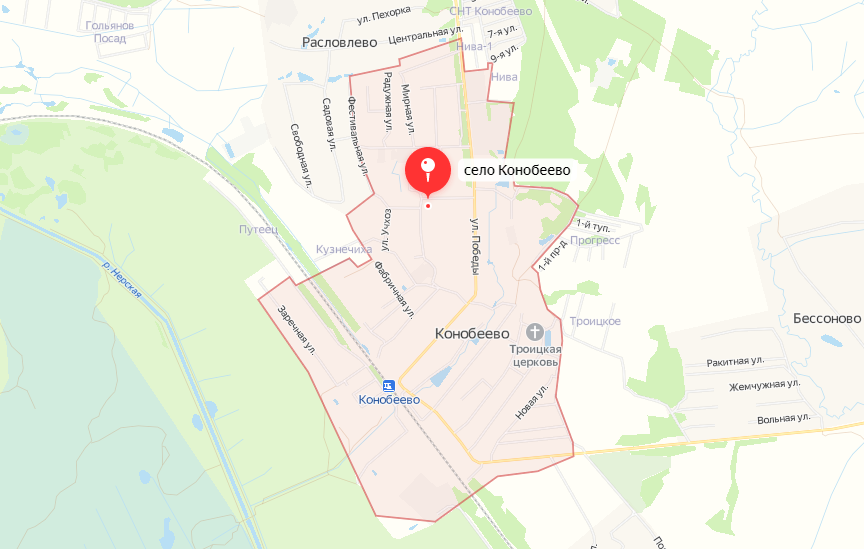 ул. Пехорка
СНТ Конобеево
Гольянов
Посад
Расловлево
Центральная ул.
7-я ул.
Нива-1
9-я ул.
Нива
Радужная ул.
Мирная ул.
Садовая ул.
Фестивальная ул.
Свободная ул.
село Конобеево
ул. Учхоз
ул. Победы
1-й туп.
Путеец
Кузнечиха
Прогресс
1-й пр-д
р. Нерская
Фабричная ул.
Заречная ул.
Троицкое
Бессоново
Конобеево
Троицкая
церковь
Ракитная ул.
Жемчужная ул.
Конобеево
Новая ул.
Вольная ул.